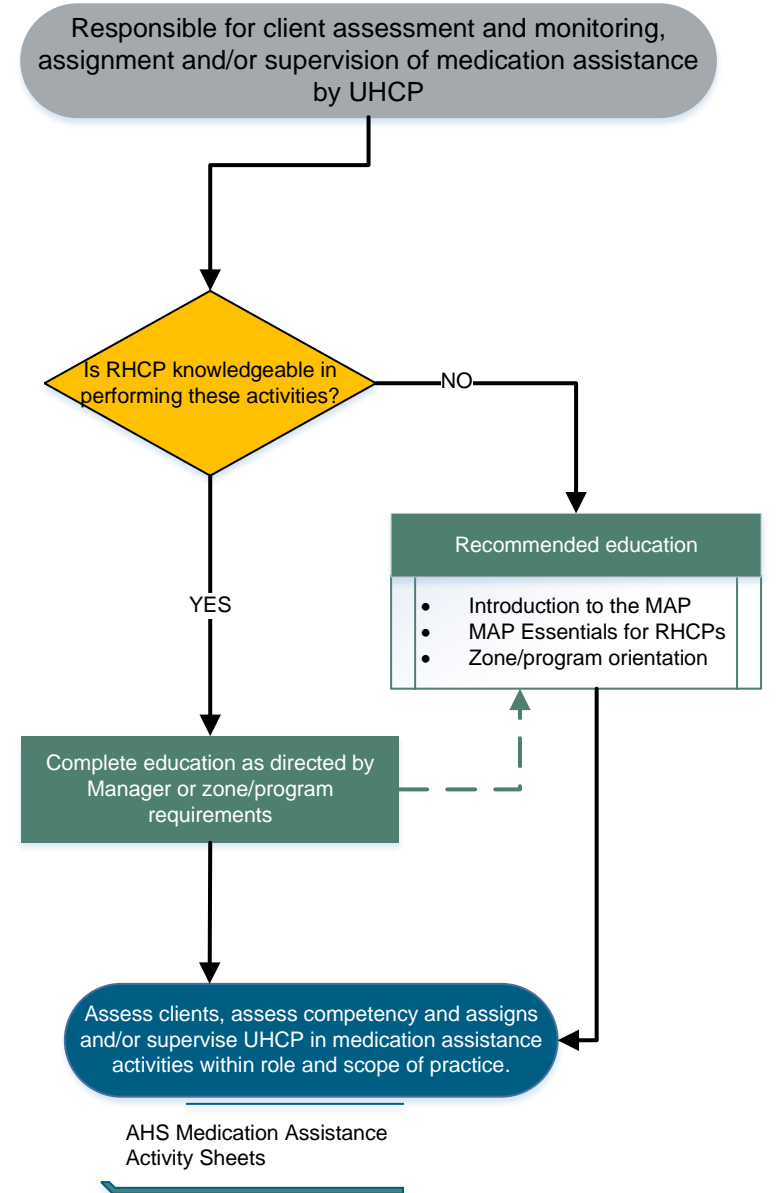 Responsible for client assessment and monitoring,
assignment and/or supervision of medication assistance
by UHCP
Is RHCP knowledgeable in
performing these activities?
NO
Recommended education
• Introduction to the MAP
• MAP Essentials for RHCPs
• Zone/program orientation
YES
Complete education as directed by
Manager or zone/program
requirements
Assess clients, assess competency and assigns
and/or supervise UHCP in medication assistance
activities within role and scope of practice.
AHS Medication Assistance
Activity Sheets